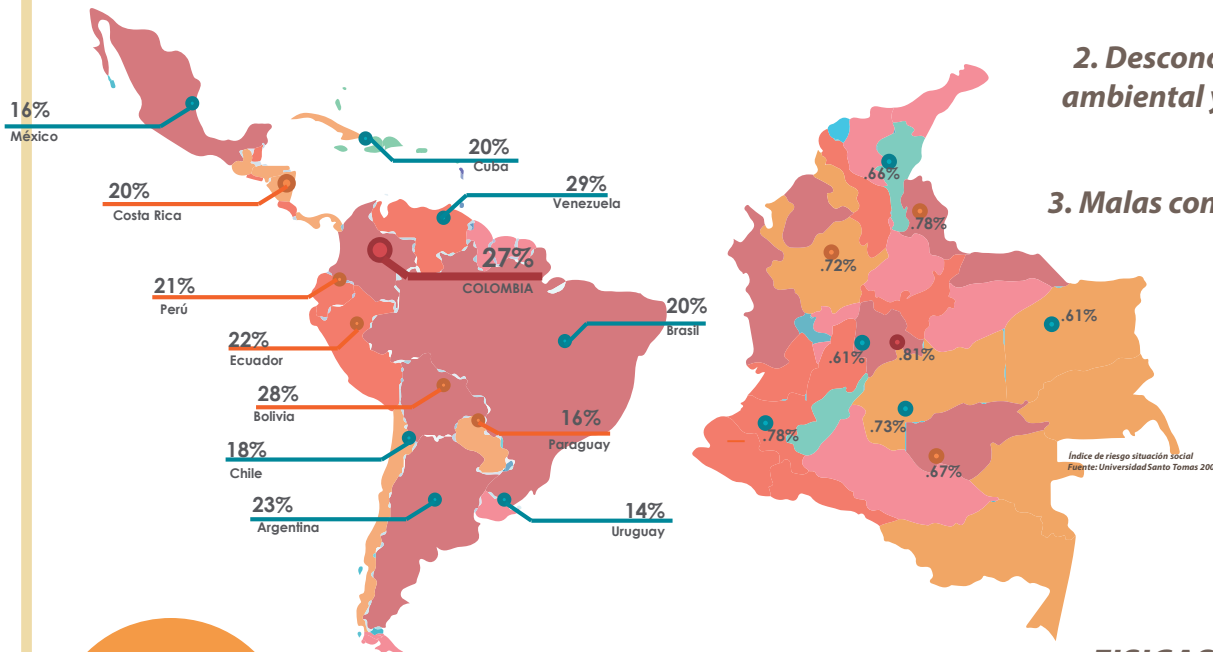 16%
México
20%
Costa Rica
20%
Cuba
29%
Venezuela
27%
COLOMBIA
21%
Perú
22%
Ecuador
28%
Bolivia
18%
Chile
23%
Argentina
20%
Brasil
16%
Paraguay
14%
Uruguay
.66%
.78%
.72%
.61%
.61%
.81%
.78%
.73%
.67%
Índice de riesgo situación social
Fuente: Universidad Santo Tomas 200
2. Descono
ambiental y
3. Malas con